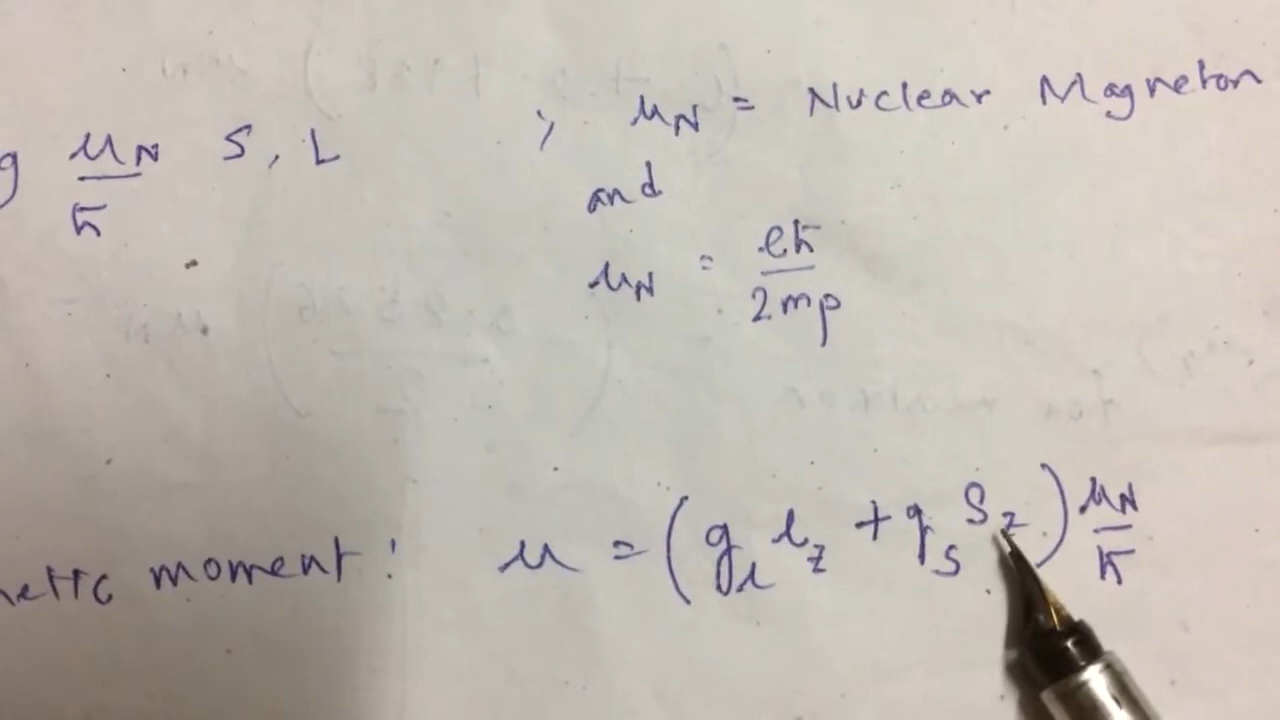 g μN/ħ S, L , μN = Nuclear Magneton
and
μN = eħ/2mp
netic moment: μ = (gl lz + gs Sz) μN/ħ